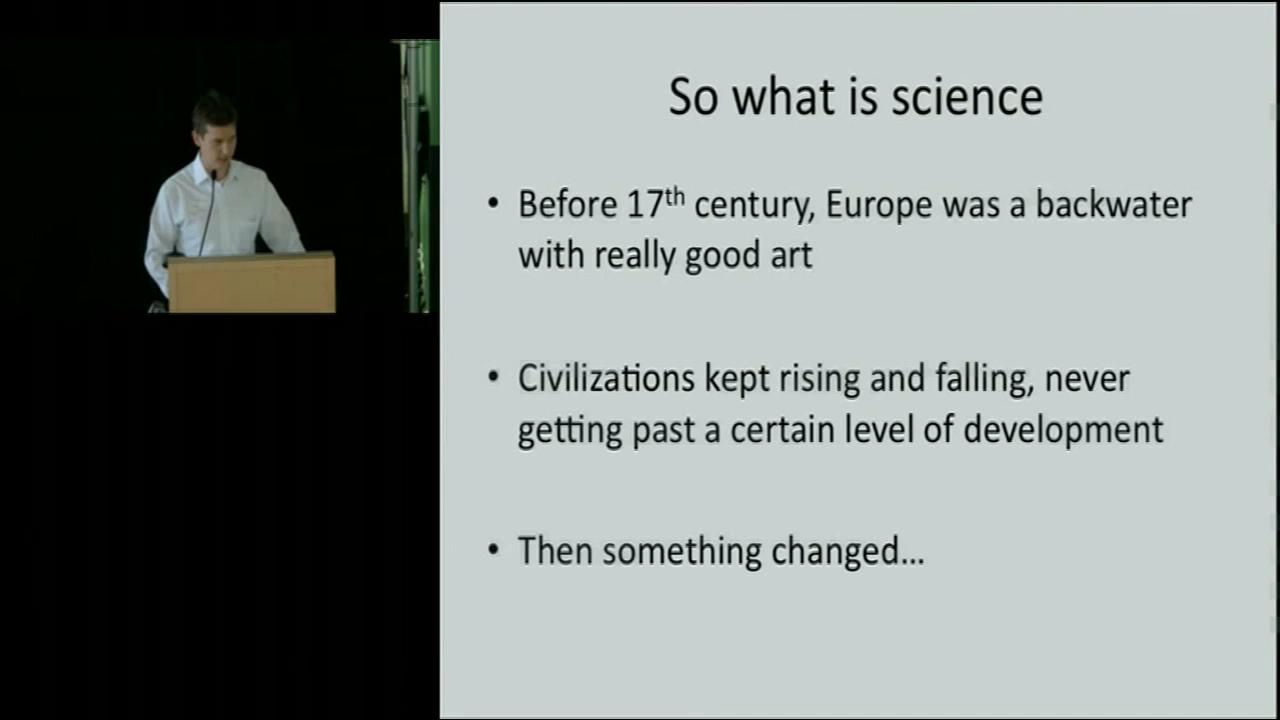 So what is science
• Before 17th century, Europe was a backwater
with really good art
• Civilizations kept rising and falling, never
getting past a certain level of development
• Then something changed...